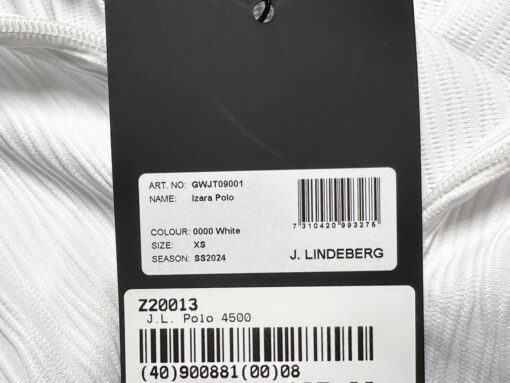 ART. NO: GWJT09001
NAME: Izara Polo
7 310420 993275
COLOUR: 0000 White
SIZE: XS
SEASON: SS2024
J. LINDEBERG
Z20013
J.L. Polo 4500
(40)900881(00)08